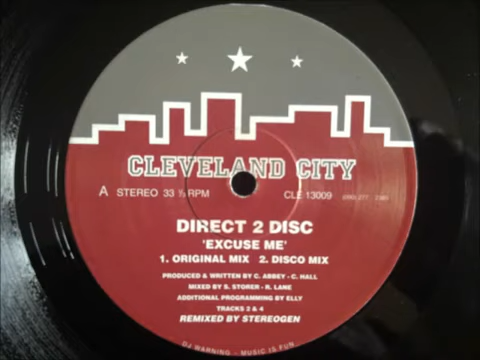 CLEVELAND CITY
A STEREO 33 ⅓ RPM CLE 13009
DIRECT 2 DISC
'EXCUSE ME'
1. ORIGINAL MIX 2. DISCO MIX
PRODUCED & WRITTEN BY C. ABBEY - C. HALL
MIXED BY S. STORER - R. LANE
ADDITIONAL PROGRAMMING BY ELLY
TRACKS 2 & 4
REMIXED BY STEREOGEN
DJ WARNING - MUSIC IS FUN